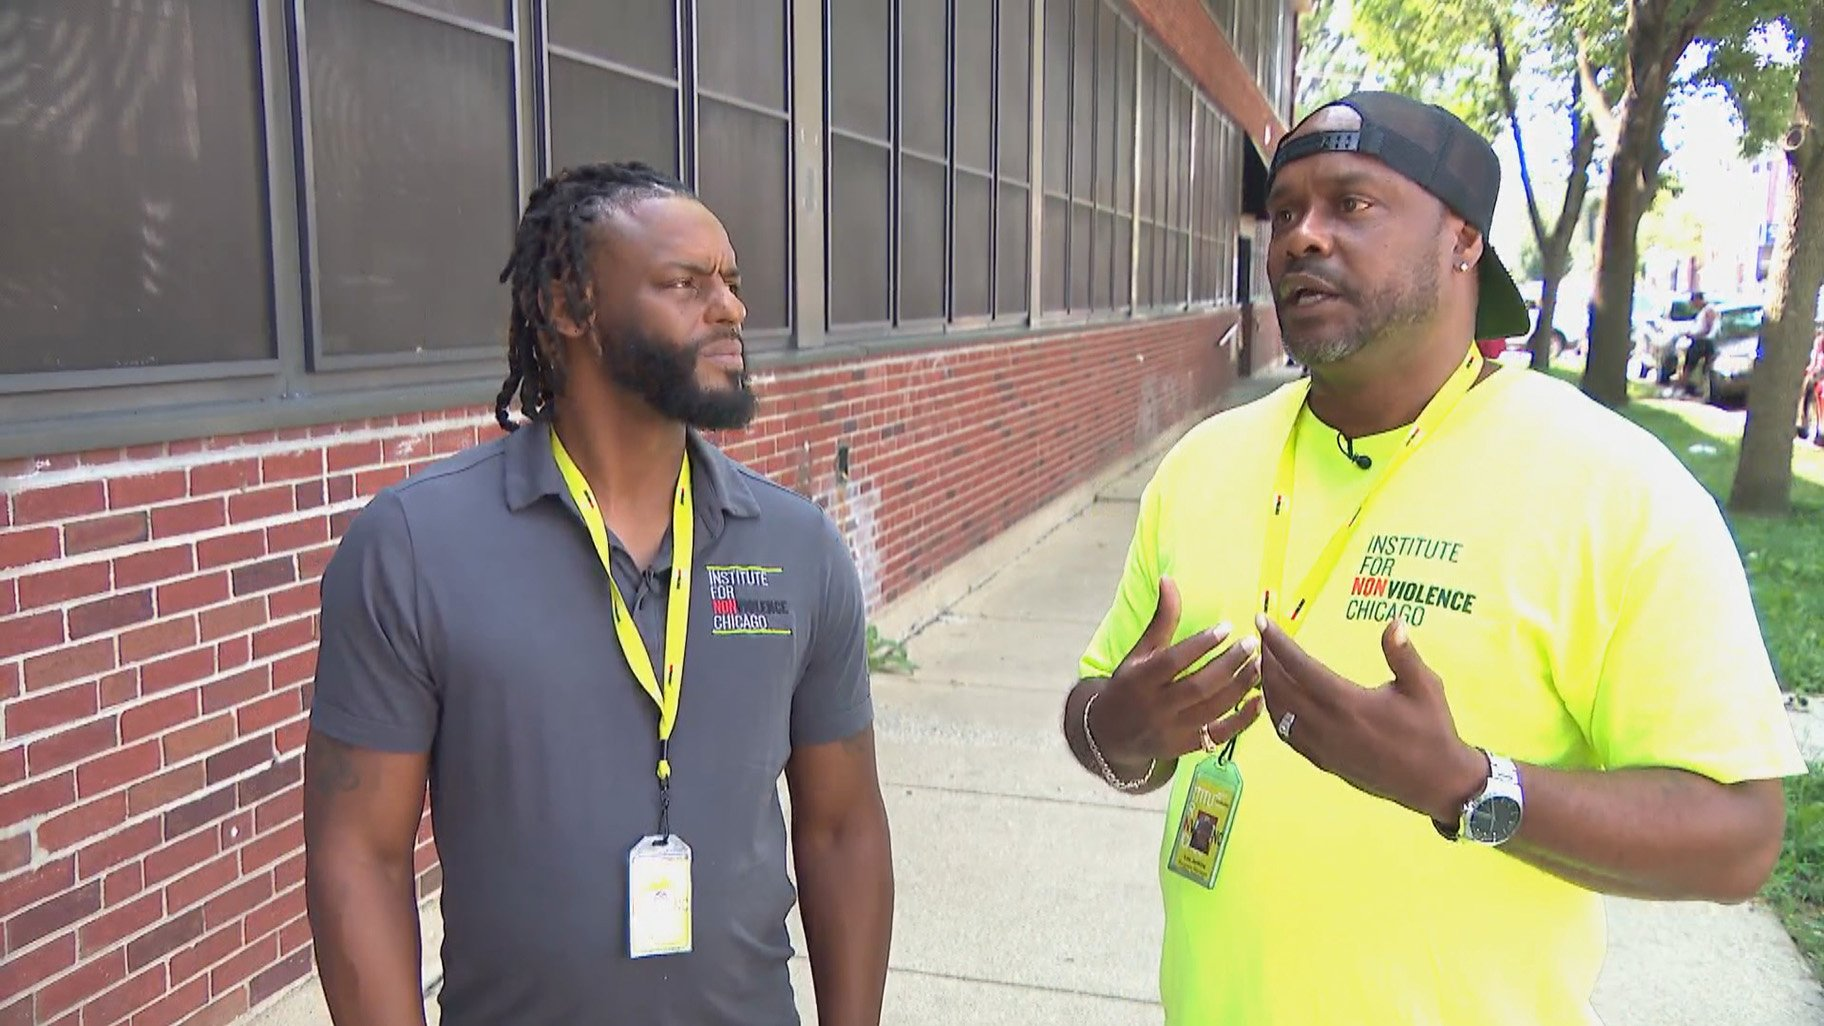 INSTITUTE
FOR
NONVIOLENCE
CHICAGO
INSTITUTE
FOR
NONVIOLENCE
CHICAGO